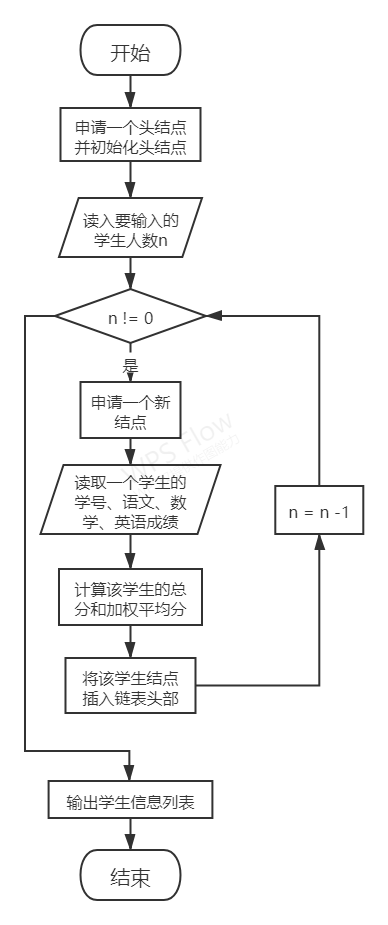 开始
申请一个头结点
并初始化头结点
读入要输入的
学生人数n
n != 0
是
申请一个新
结点
WPS Flow
读取一个学生的
学号、语文、数
学、英语成绩
n = n -1
计算该学生的总
分和加权平均分
将该学生结点
插入链表头部
输出学生信息列表
结束